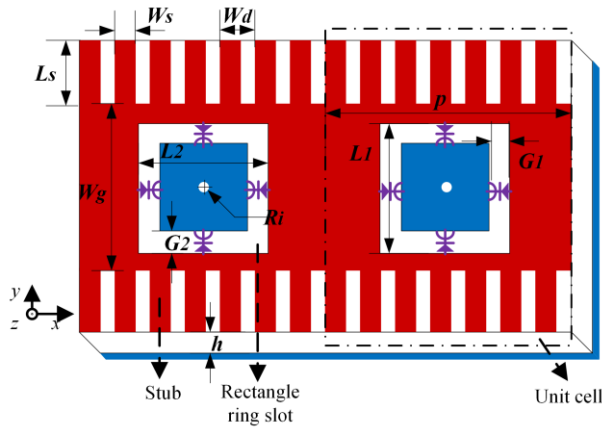 Ws
Wd
Ls
p
L2
L1
G1
Wg
Ri
G2
y
z
x
h
Stub
Rectangle
ring slot
Unit cell